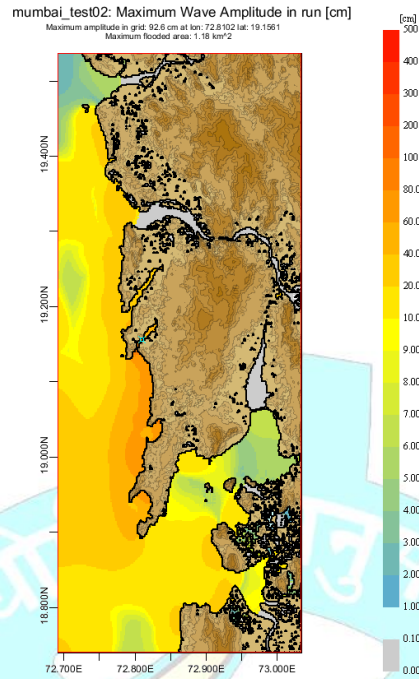 mumbai_test02: Maximum Wave Amplitude in run [cm]
Maximum amplitude in grid: 92.6 cm at lon: 72.8102 lat: 19.1561
Maximum flooded area: 1.18 km^2
[cm]
500
400
300
200
100
80.0
60.0
40.0
20.0
10.0
9.00
8.00
7.00
6.00
5.00
4.00
3.00
2.00
1.00
0.10
0.00
19.400N
19.200N
19.000N
18.800N
72.700E 72.800E 72.900E 73.000E